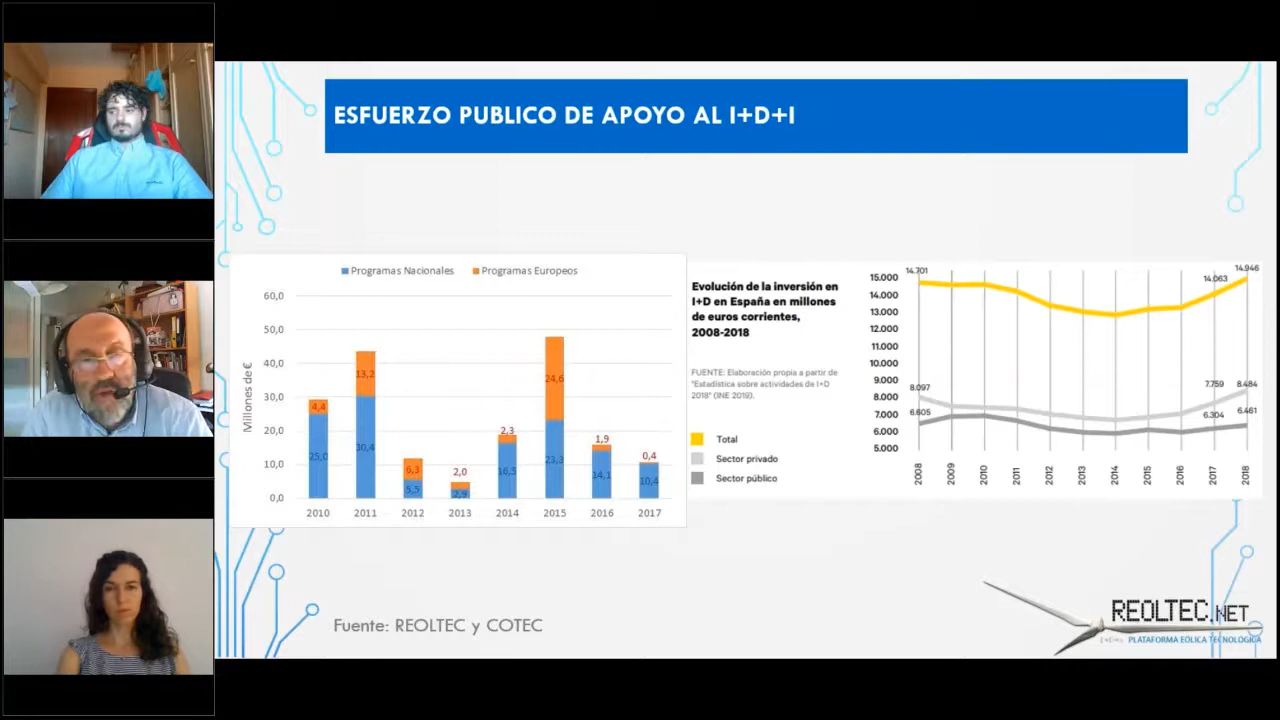 ESFUERZO PUBLICO DE APOYO AL I+D+I
Programas Nacionales Programas Europeos
Millones de €
60,0
50,0
40,0
30,0
20,0
10,0
0,0
4,4
25,0
13,2
30,4
6,3
5,5
2,0
2,9
2,3
16,5
24,6
23,3
1,9
14,1
0,4
10,4
2010 2011 2012 2013 2014 2015 2016 2017
Evolución de la inversión en
I+D en España en millones
de euros corrientes,
2008-2018
FUENTE: Elaboración propia a partir de
"Estadística sobre actividades de I+D
2018" (INE 2019).
Total
Sector privado
Sector público
15.000
14.000
13.000
12.000
11.000
10.000
9.000
8.000
7.000
6.000
5.000
14.701
14.063
14.946
8.097
7.759
8.484
6.605
6.304
6.461
2008 2009 2010 2011 2012 2013 2014 2015 2016 2017 2018
Fuente: REOLTEC y COTEC
REOLTEC.NET
PLATAFORMA EÓLICA TECNOLÓGICA